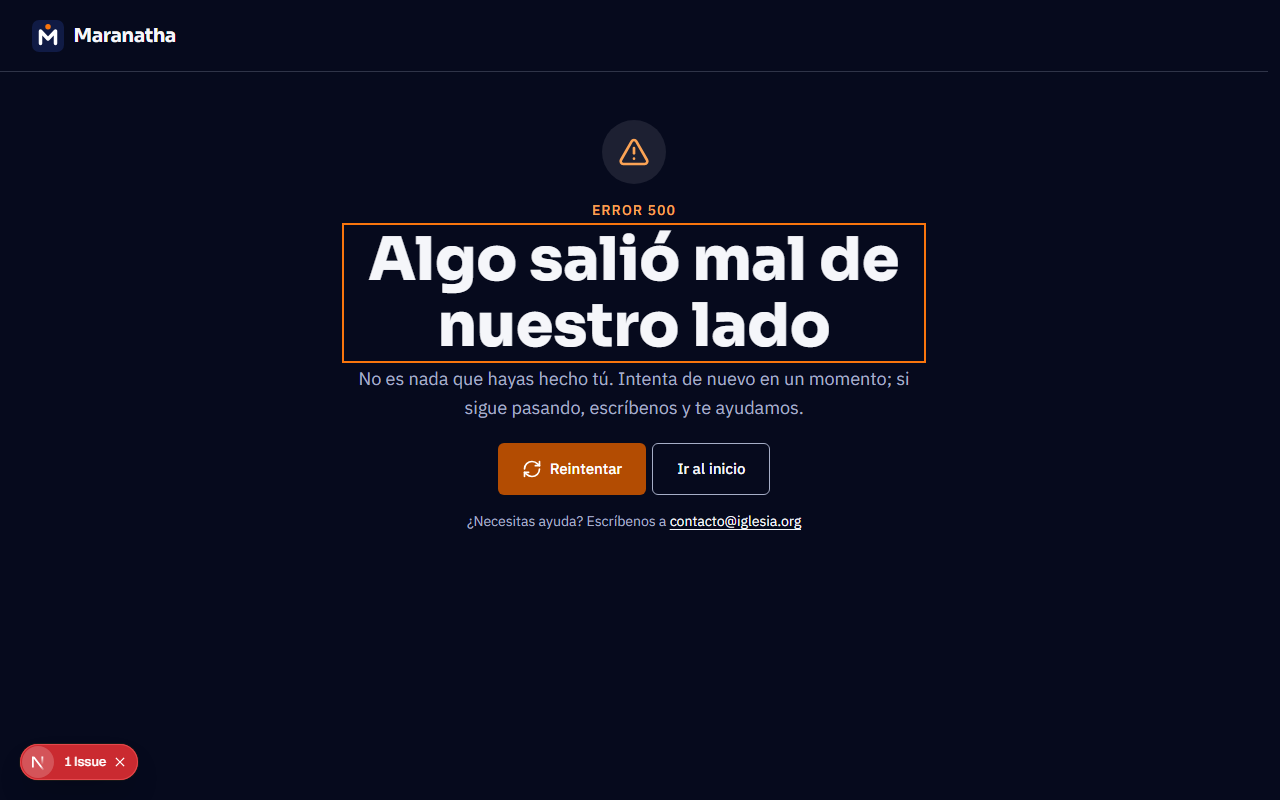 Maranatha
ERROR 500
Algo salió mal de
nuestro lado
No es nada que hayas hecho tú. Intenta de nuevo en un momento; si
sigue pasando, escríbenos y te ayudamos.
Reintentar
Ir al inicio
¿Necesitas ayuda? Escríbenos a contacto@iglesia.org
N 1 Issue